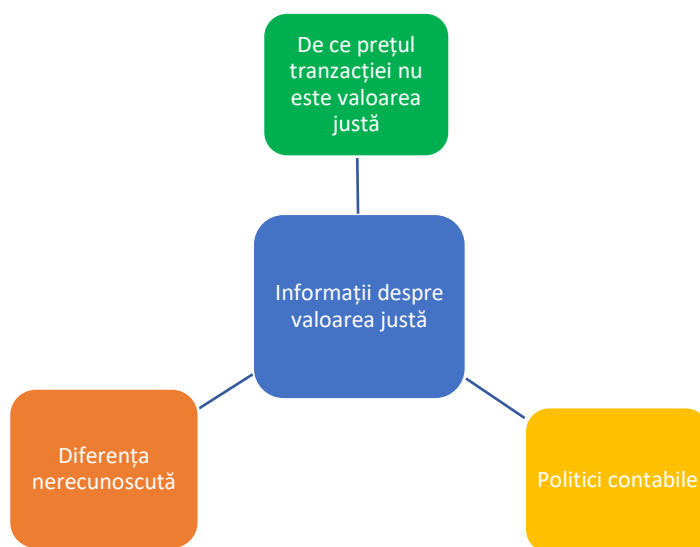 De ce prețul
tranzacției nu
este valoarea
justă
Informații despre
valoarea justă
Diferența
nerecunoscută
Politici contabile